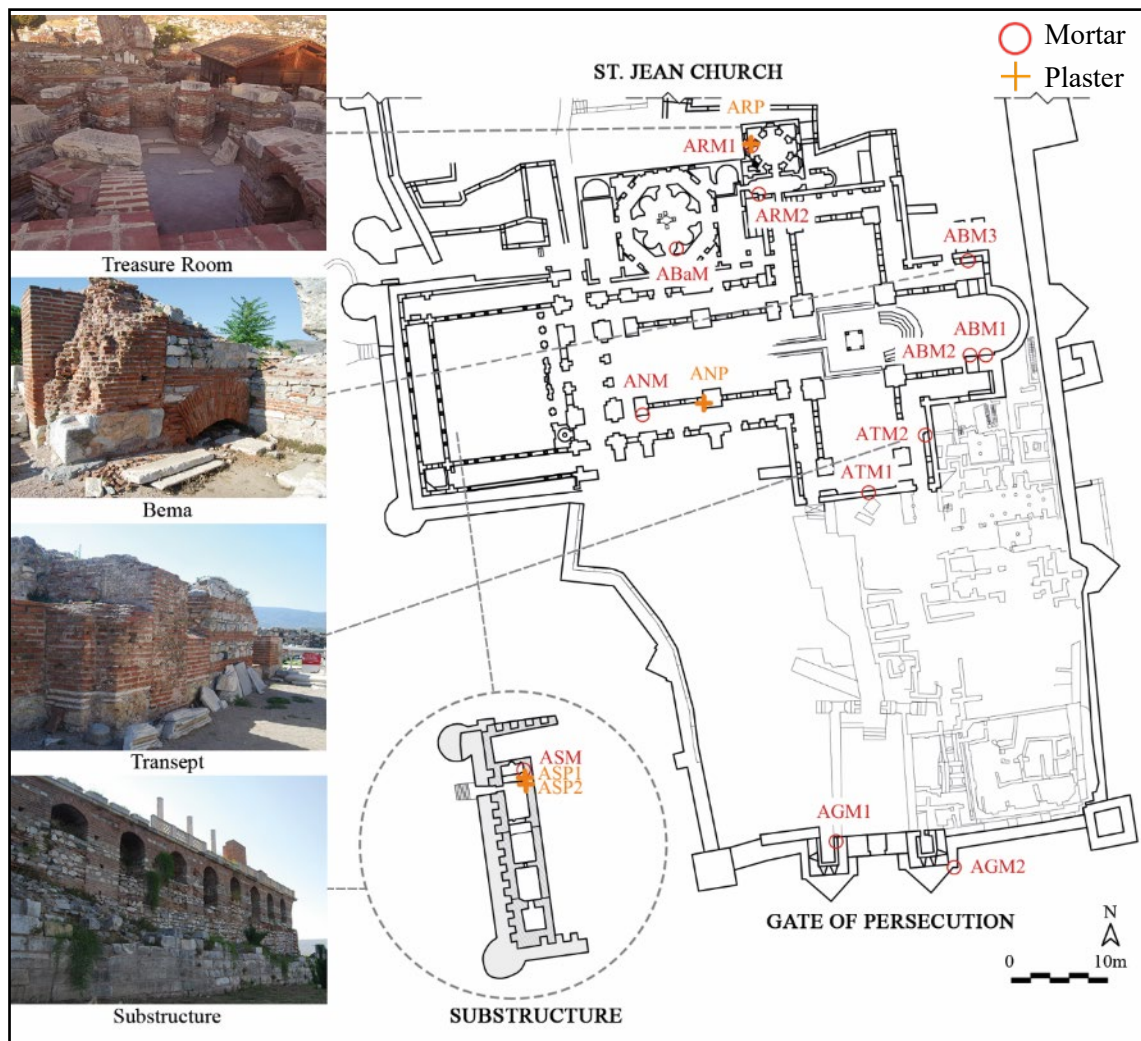 Mortar
Plaster
ST. JEAN CHURCH
ARP
ARM1
ARM2
ABaM
ABM3
ABM1
ABM2
ANM
ANP
ATM2
ATM1
Treasure Room
Bema
Transept
Substructure
ASM
ASP1
ASP2
SUBSTRUCTURE
AGM1
AGM2
GATE OF PERSECUTION
N
0 10m